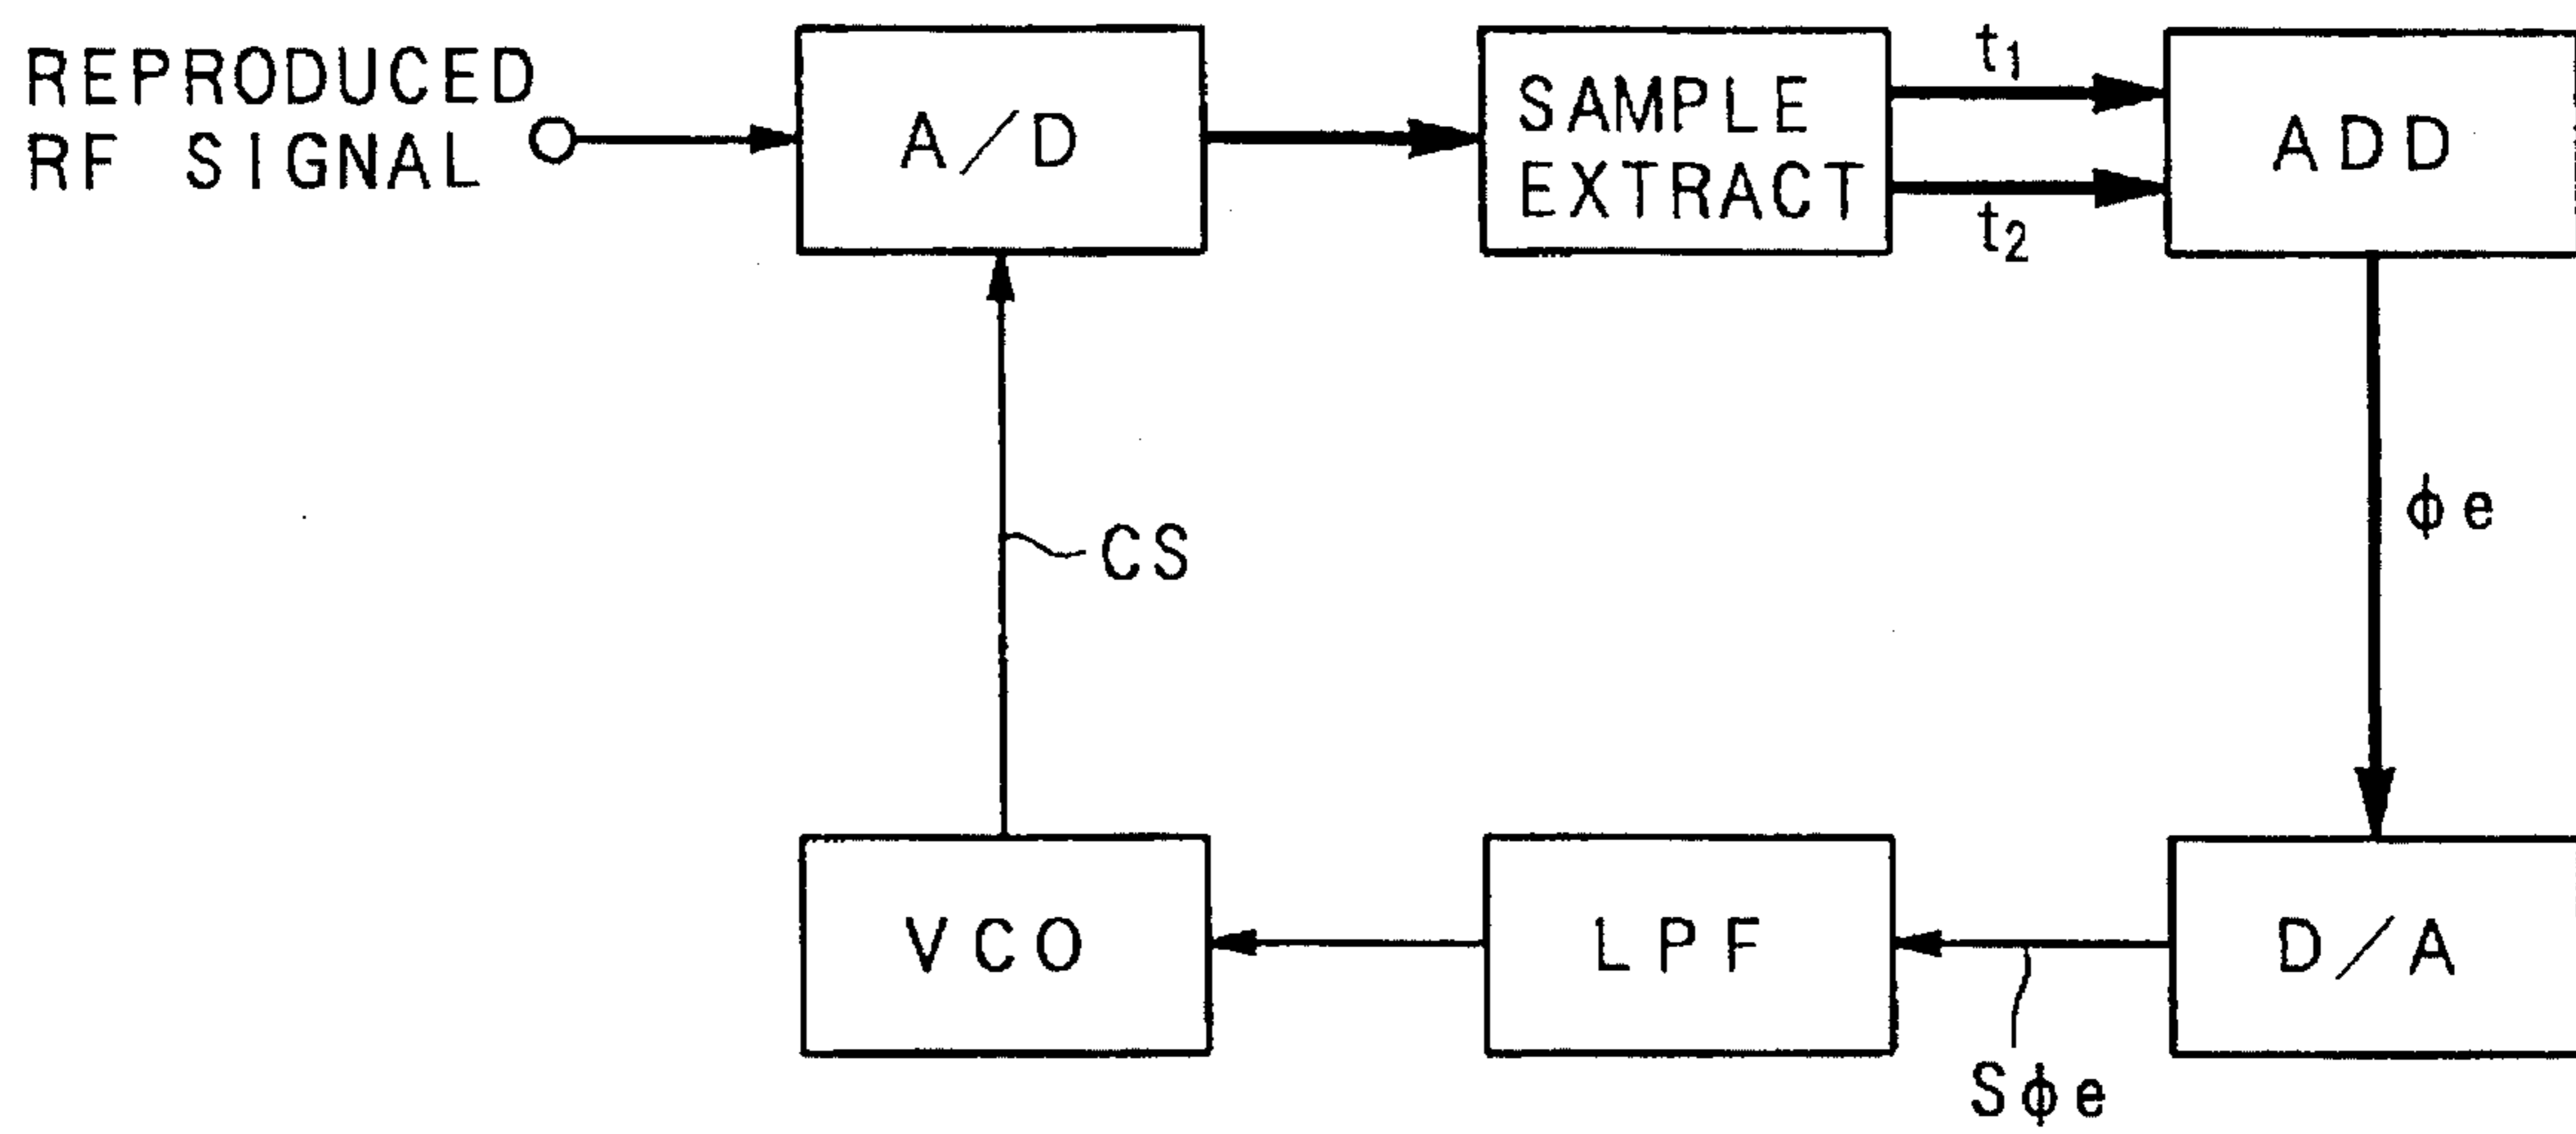 REPRODUCED
RF SIGNAL
A/D
SAMPLE
EXTRACT
t₁
t₂
ADD
CS
ϕe
VCO
LPF
D/A
Sϕe